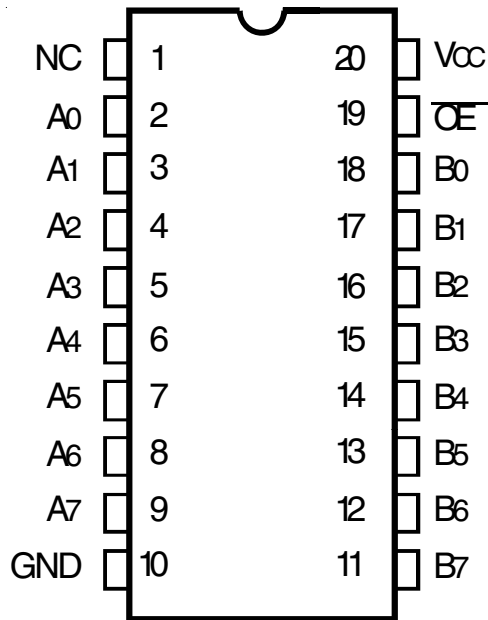 NC 1 20 VCC
A0 2 19 O̅E̅
A1 3 18 B0
A2 4 17 B1
A3 5 16 B2
A4 6 15 B3
A5 7 14 B4
A6 8 13 B5
A7 9 12 B6
GND 10 11 B7